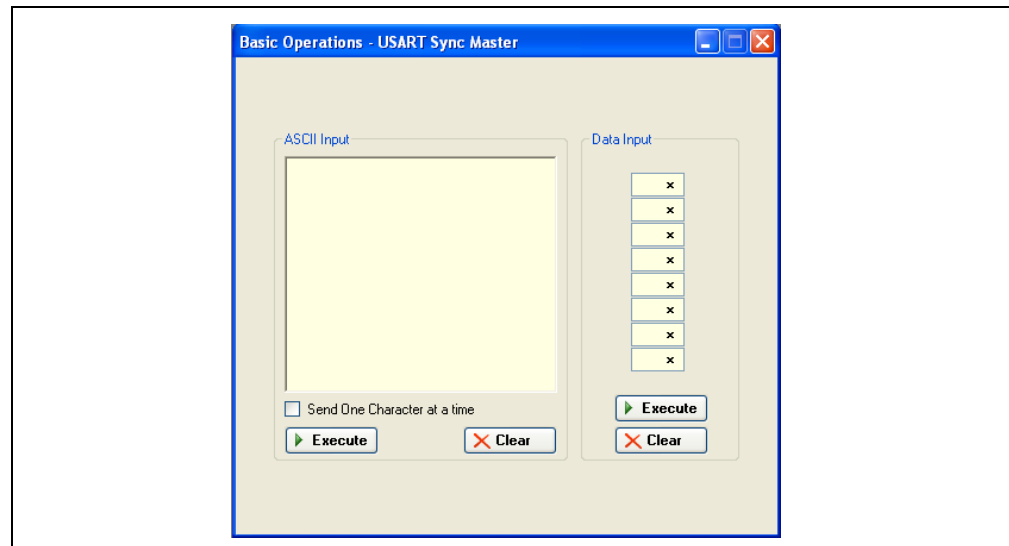 Basic Operations - USART Sync Master
ASCII Input
Data Input
x
x
x
x
x
x
x
x
Send One Character at a time
Execute
Clear
Execute
Clear